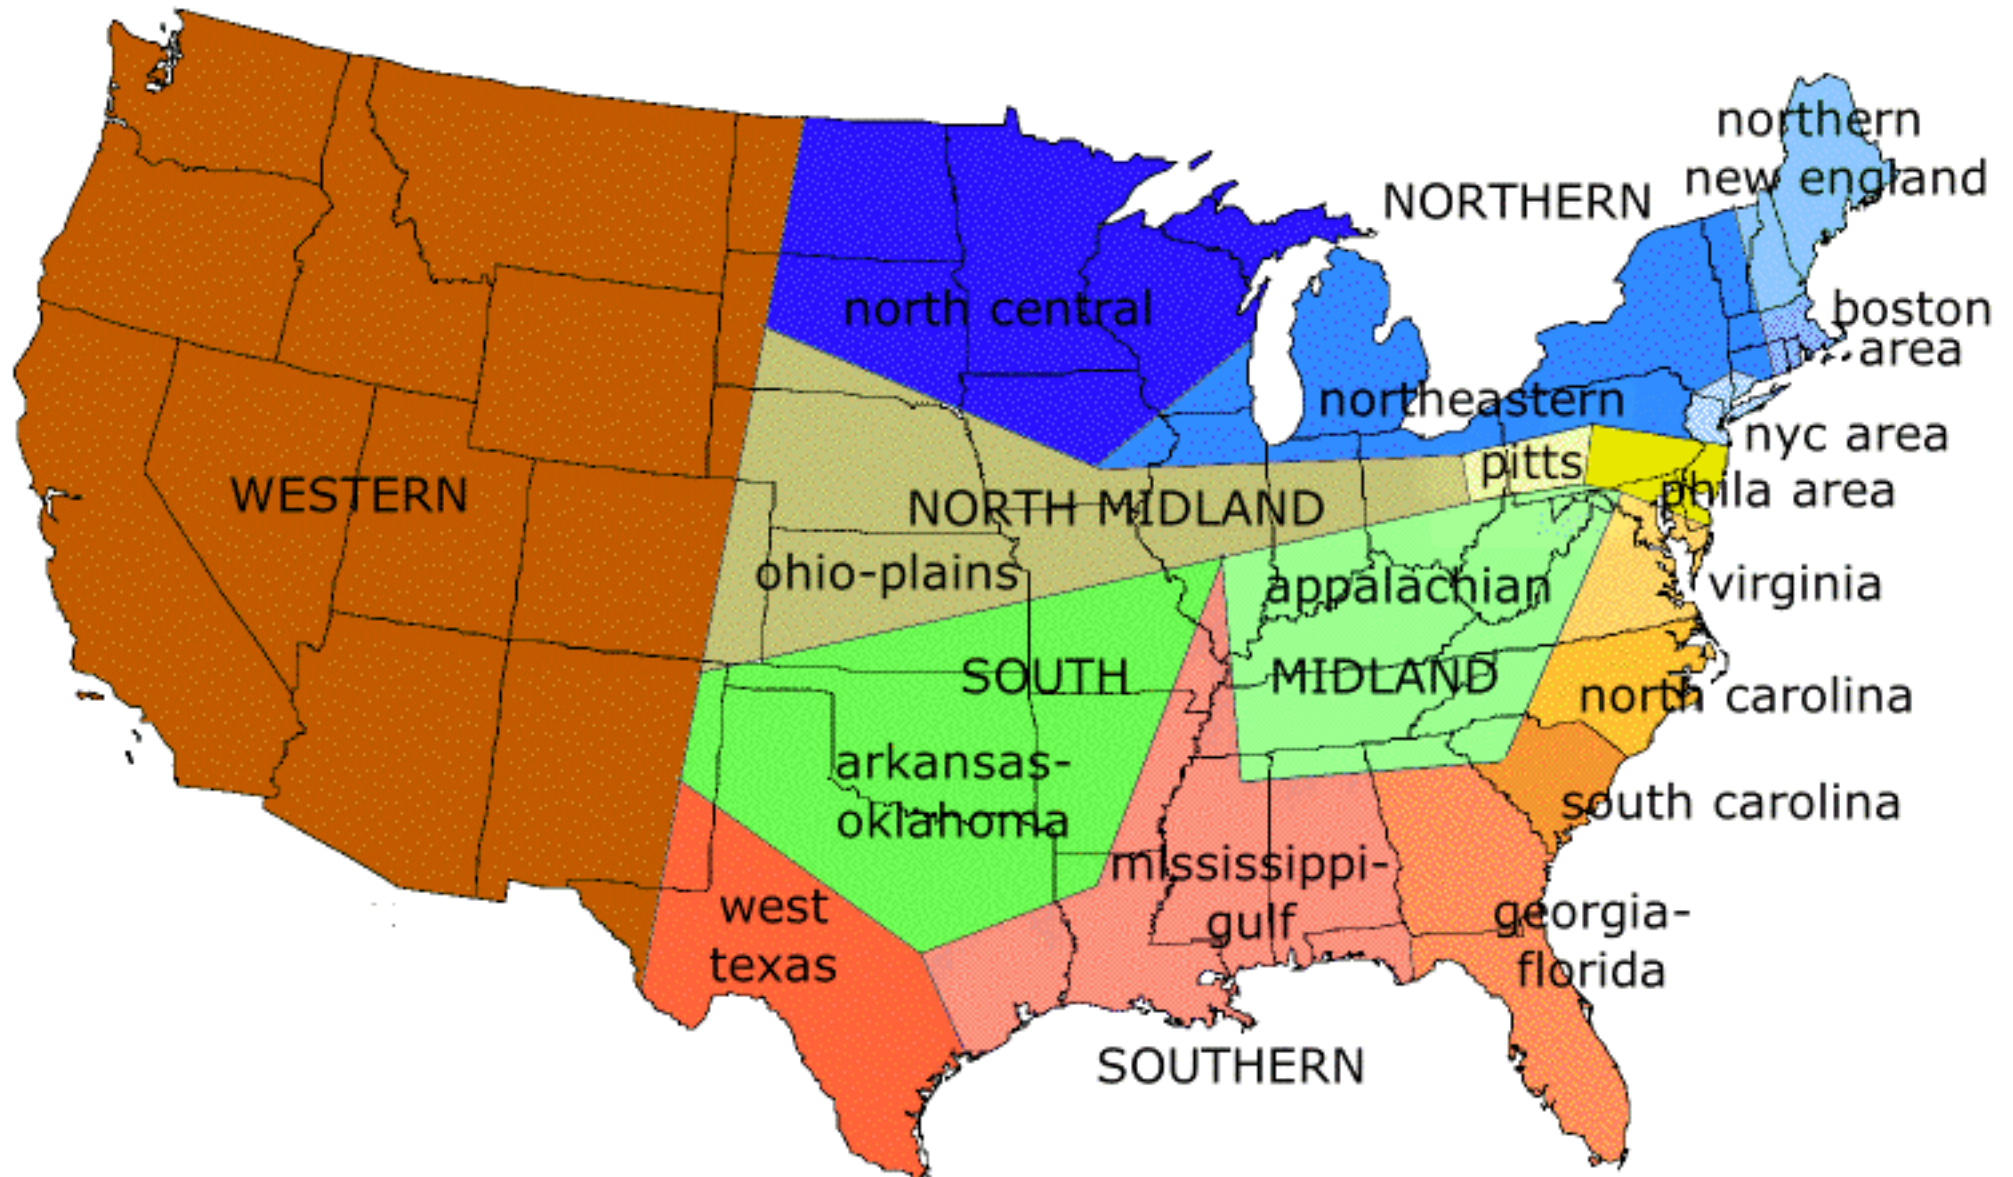 northern
new england
NORTHERN
boston
area
north central
northeastern
nyc area
pitts
phila area
WESTERN
NORTH MIDLAND
ohio-plains
appalachian
virginia
SOUTH MIDLAND
north carolina
arkansas-
oklahoma
south carolina
mississippi-
gulf
west
texas
georgia-
florida
SOUTHERN